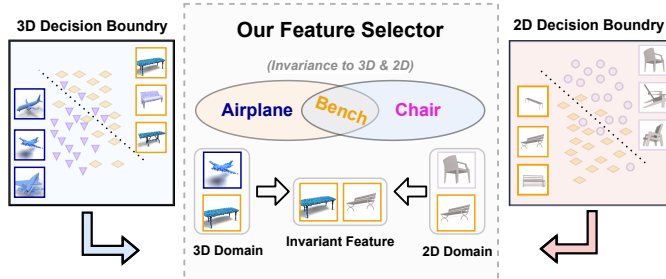 3D Decision Boundry
Our Feature Selector
2D Decision Boundry
(Invariance to 3D & 2D)
Airplane
Bench
Chair
3D Domain
Invariant Feature
2D Domain